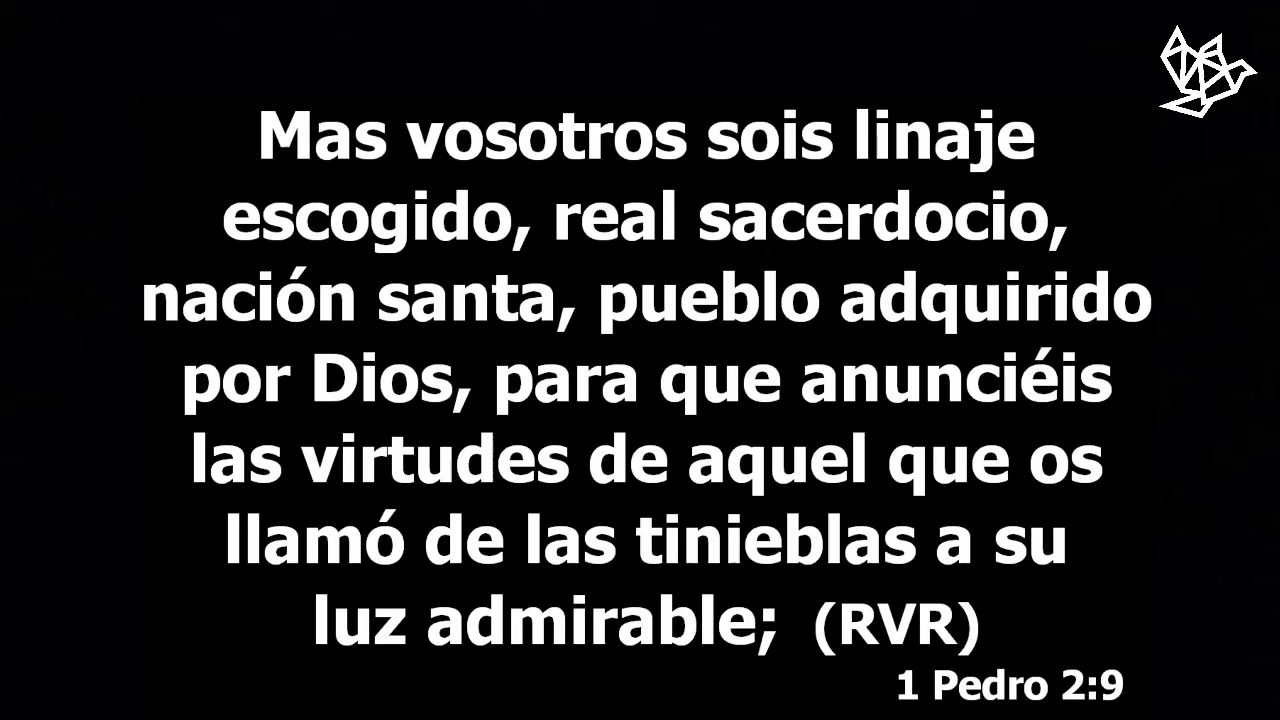 Mas vosotros sois linaje
escogido, real sacerdocio,
nación santa, pueblo adquirido
por Dios, para que anunciéis
las virtudes de aquel que os
llamó de las tinieblas a su
luz admirable; (RVR)
1 Pedro 2:9